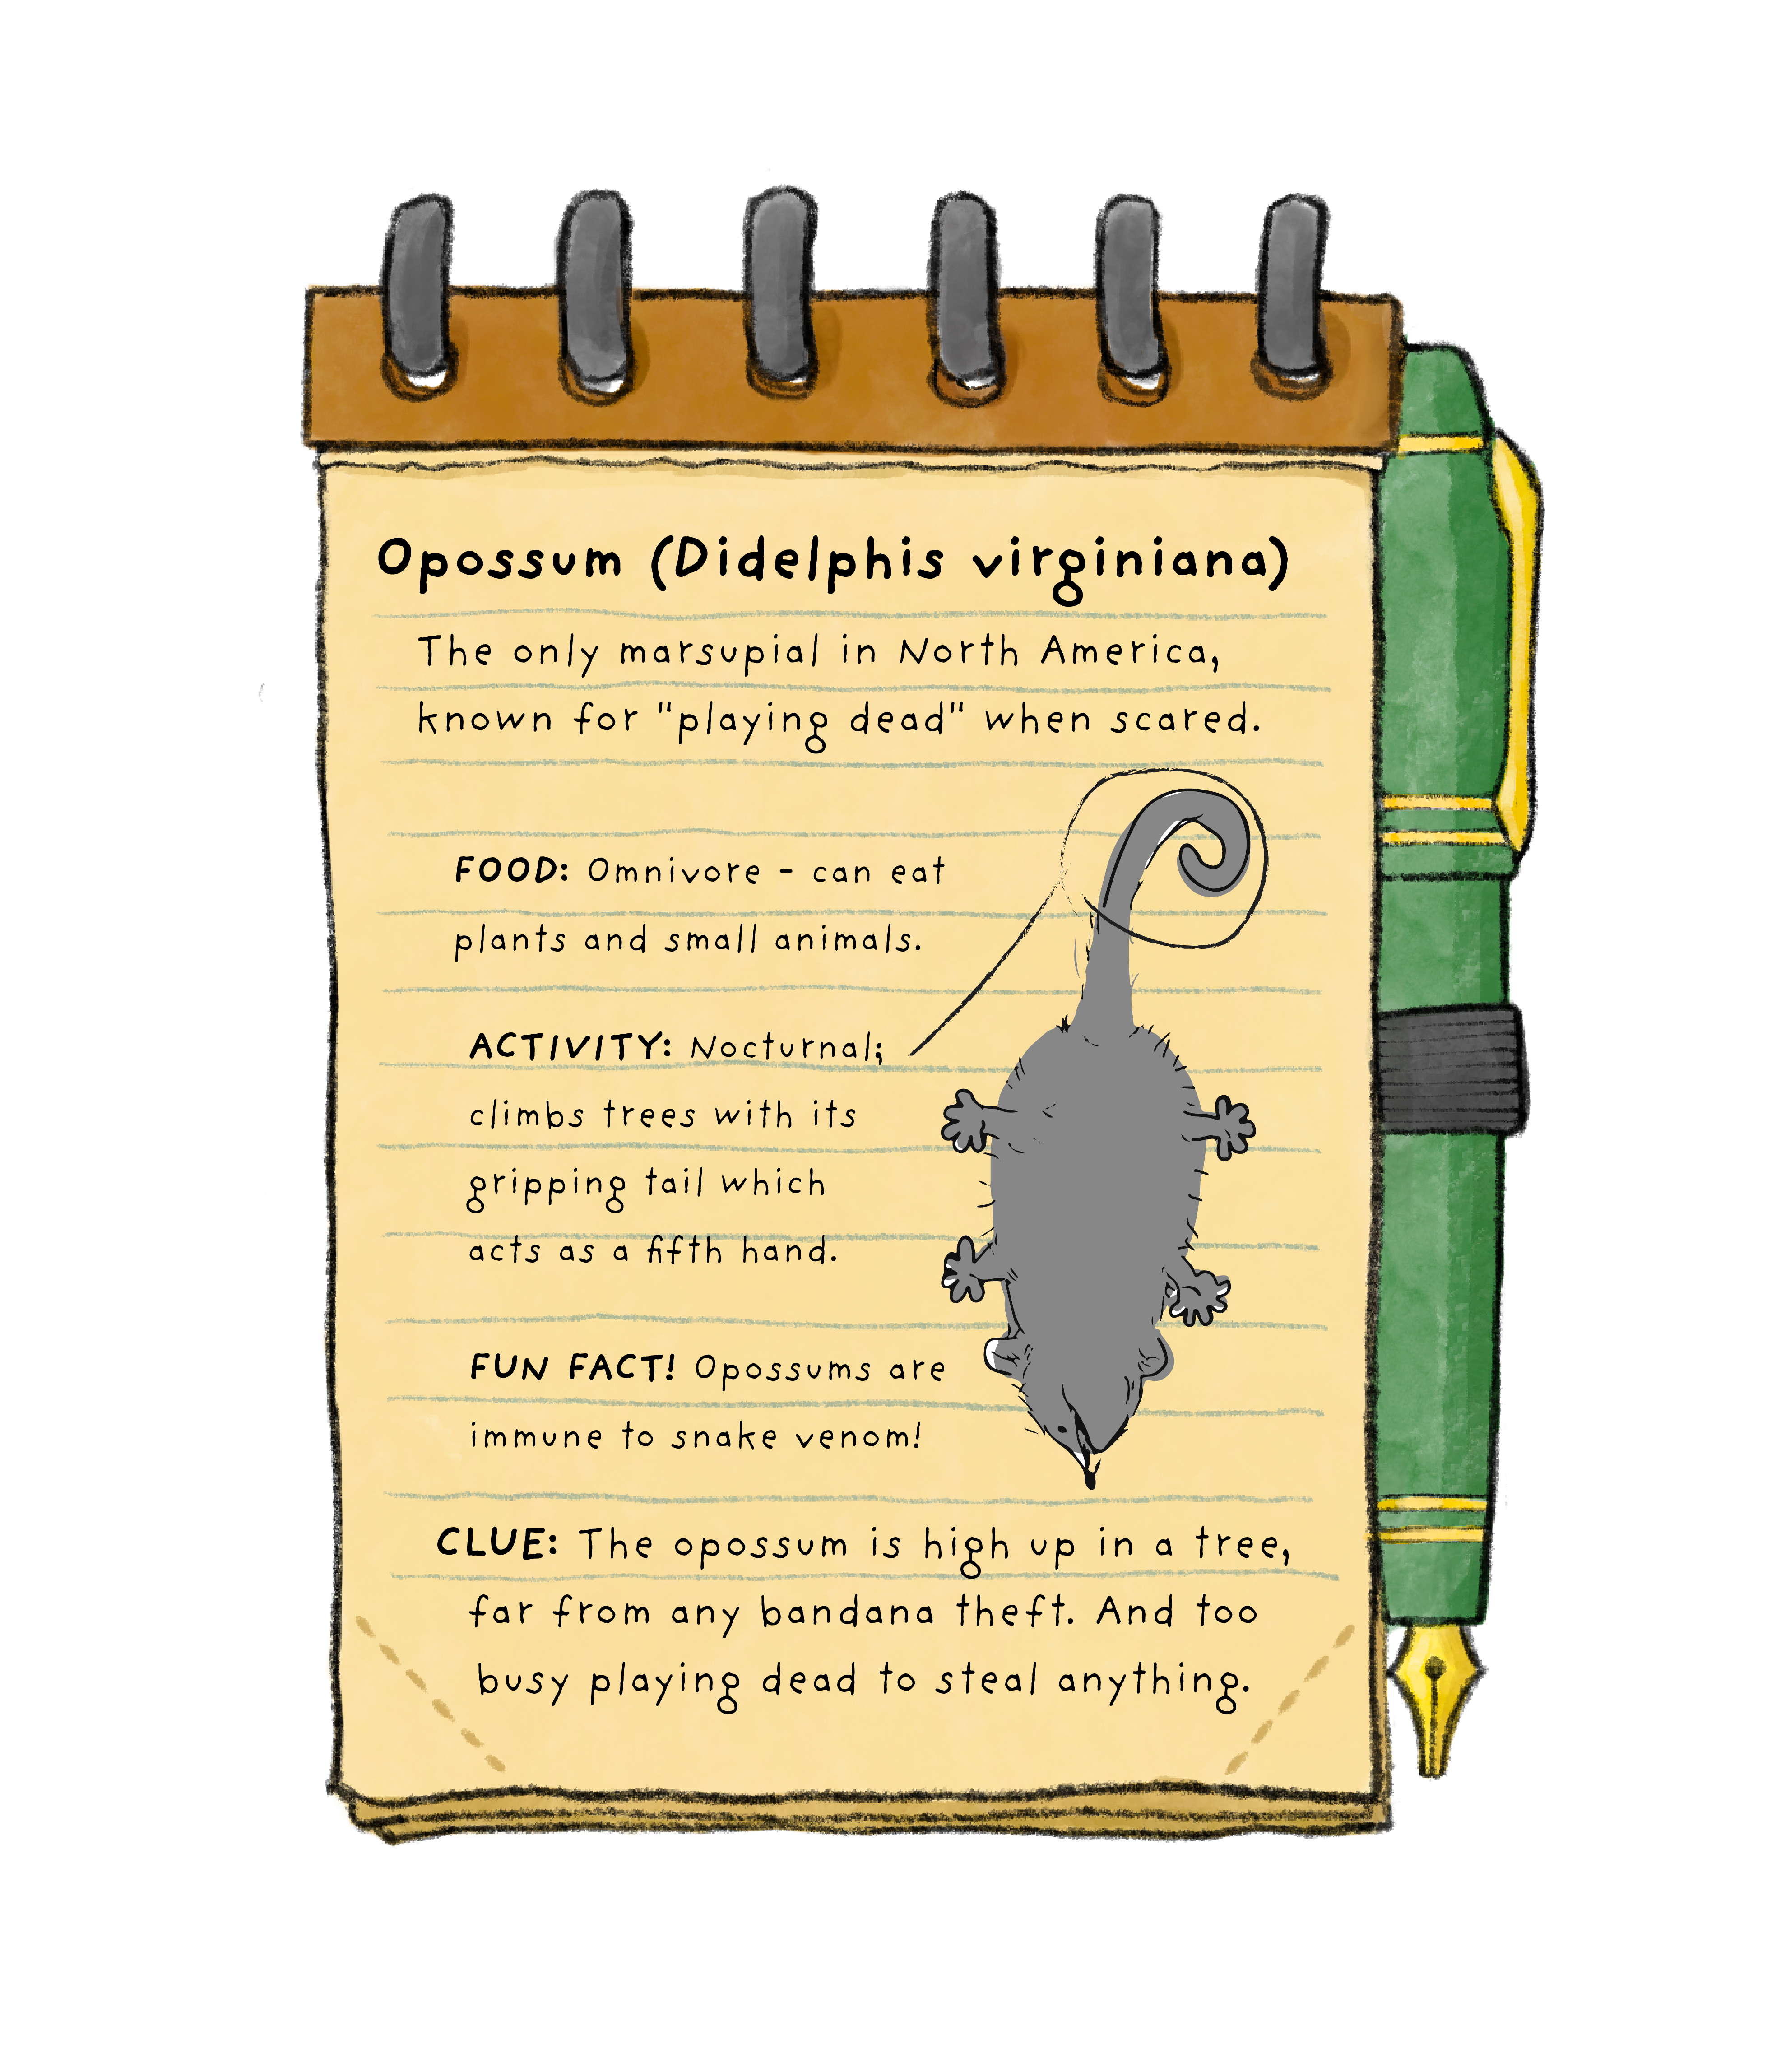 Opossum (Didelphis virginiana)
The only marsupial in North America,
known for "playing dead" when scared.
FOOD: Omnivore - can eat
plants and small animals.
ACTIVITY: Nocturnal;
climbs trees with its
gripping tail which
acts as a fifth hand.
FUN FACT! Opossums are
immune to snake venom!
CLUE: The opossum is high up in a tree,
far from any bandana theft. And too
busy playing dead to steal anything.